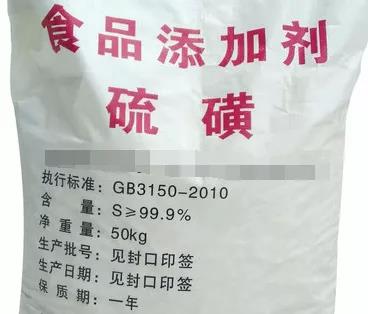 食品添加剂
硫磺
执行标准：GB3150-2010
含 量：S≥99.9%
净重量：50kg
生产批号：见封口印签
生产日期：见封口印签
保质期：一年